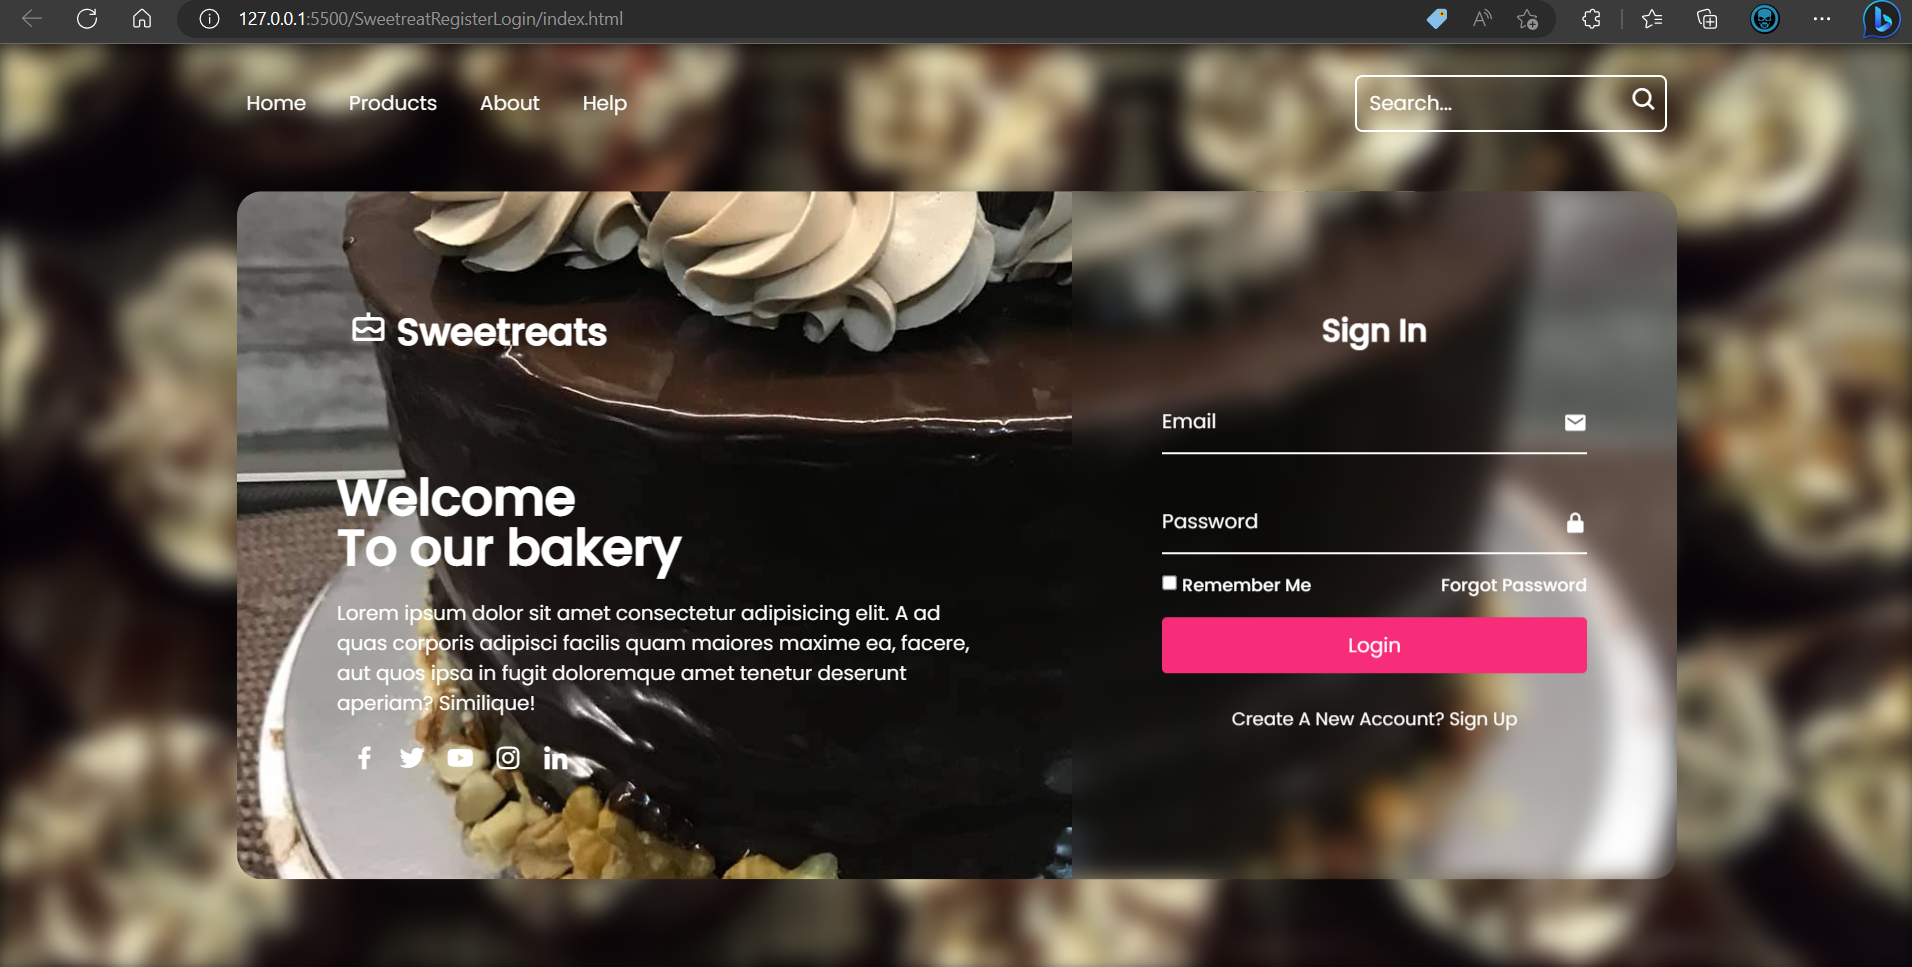 127.0.0.1:5500/SweetreatRegisterLogin/index.html
Home Products About Help
Search...
Sweetreats
Welcome
To our bakery
Lorem ipsum dolor sit amet consectetur adipisicing elit. A ad
quas corporis adipisci facilis quam maiores maxime ea, facere,
aut quos ipsa in fugit doloremque amet tenetur deserunt
aperiam? Similique!
Sign In
Email
Password
Remember Me Forgot Password
Login
Create A New Account? Sign Up